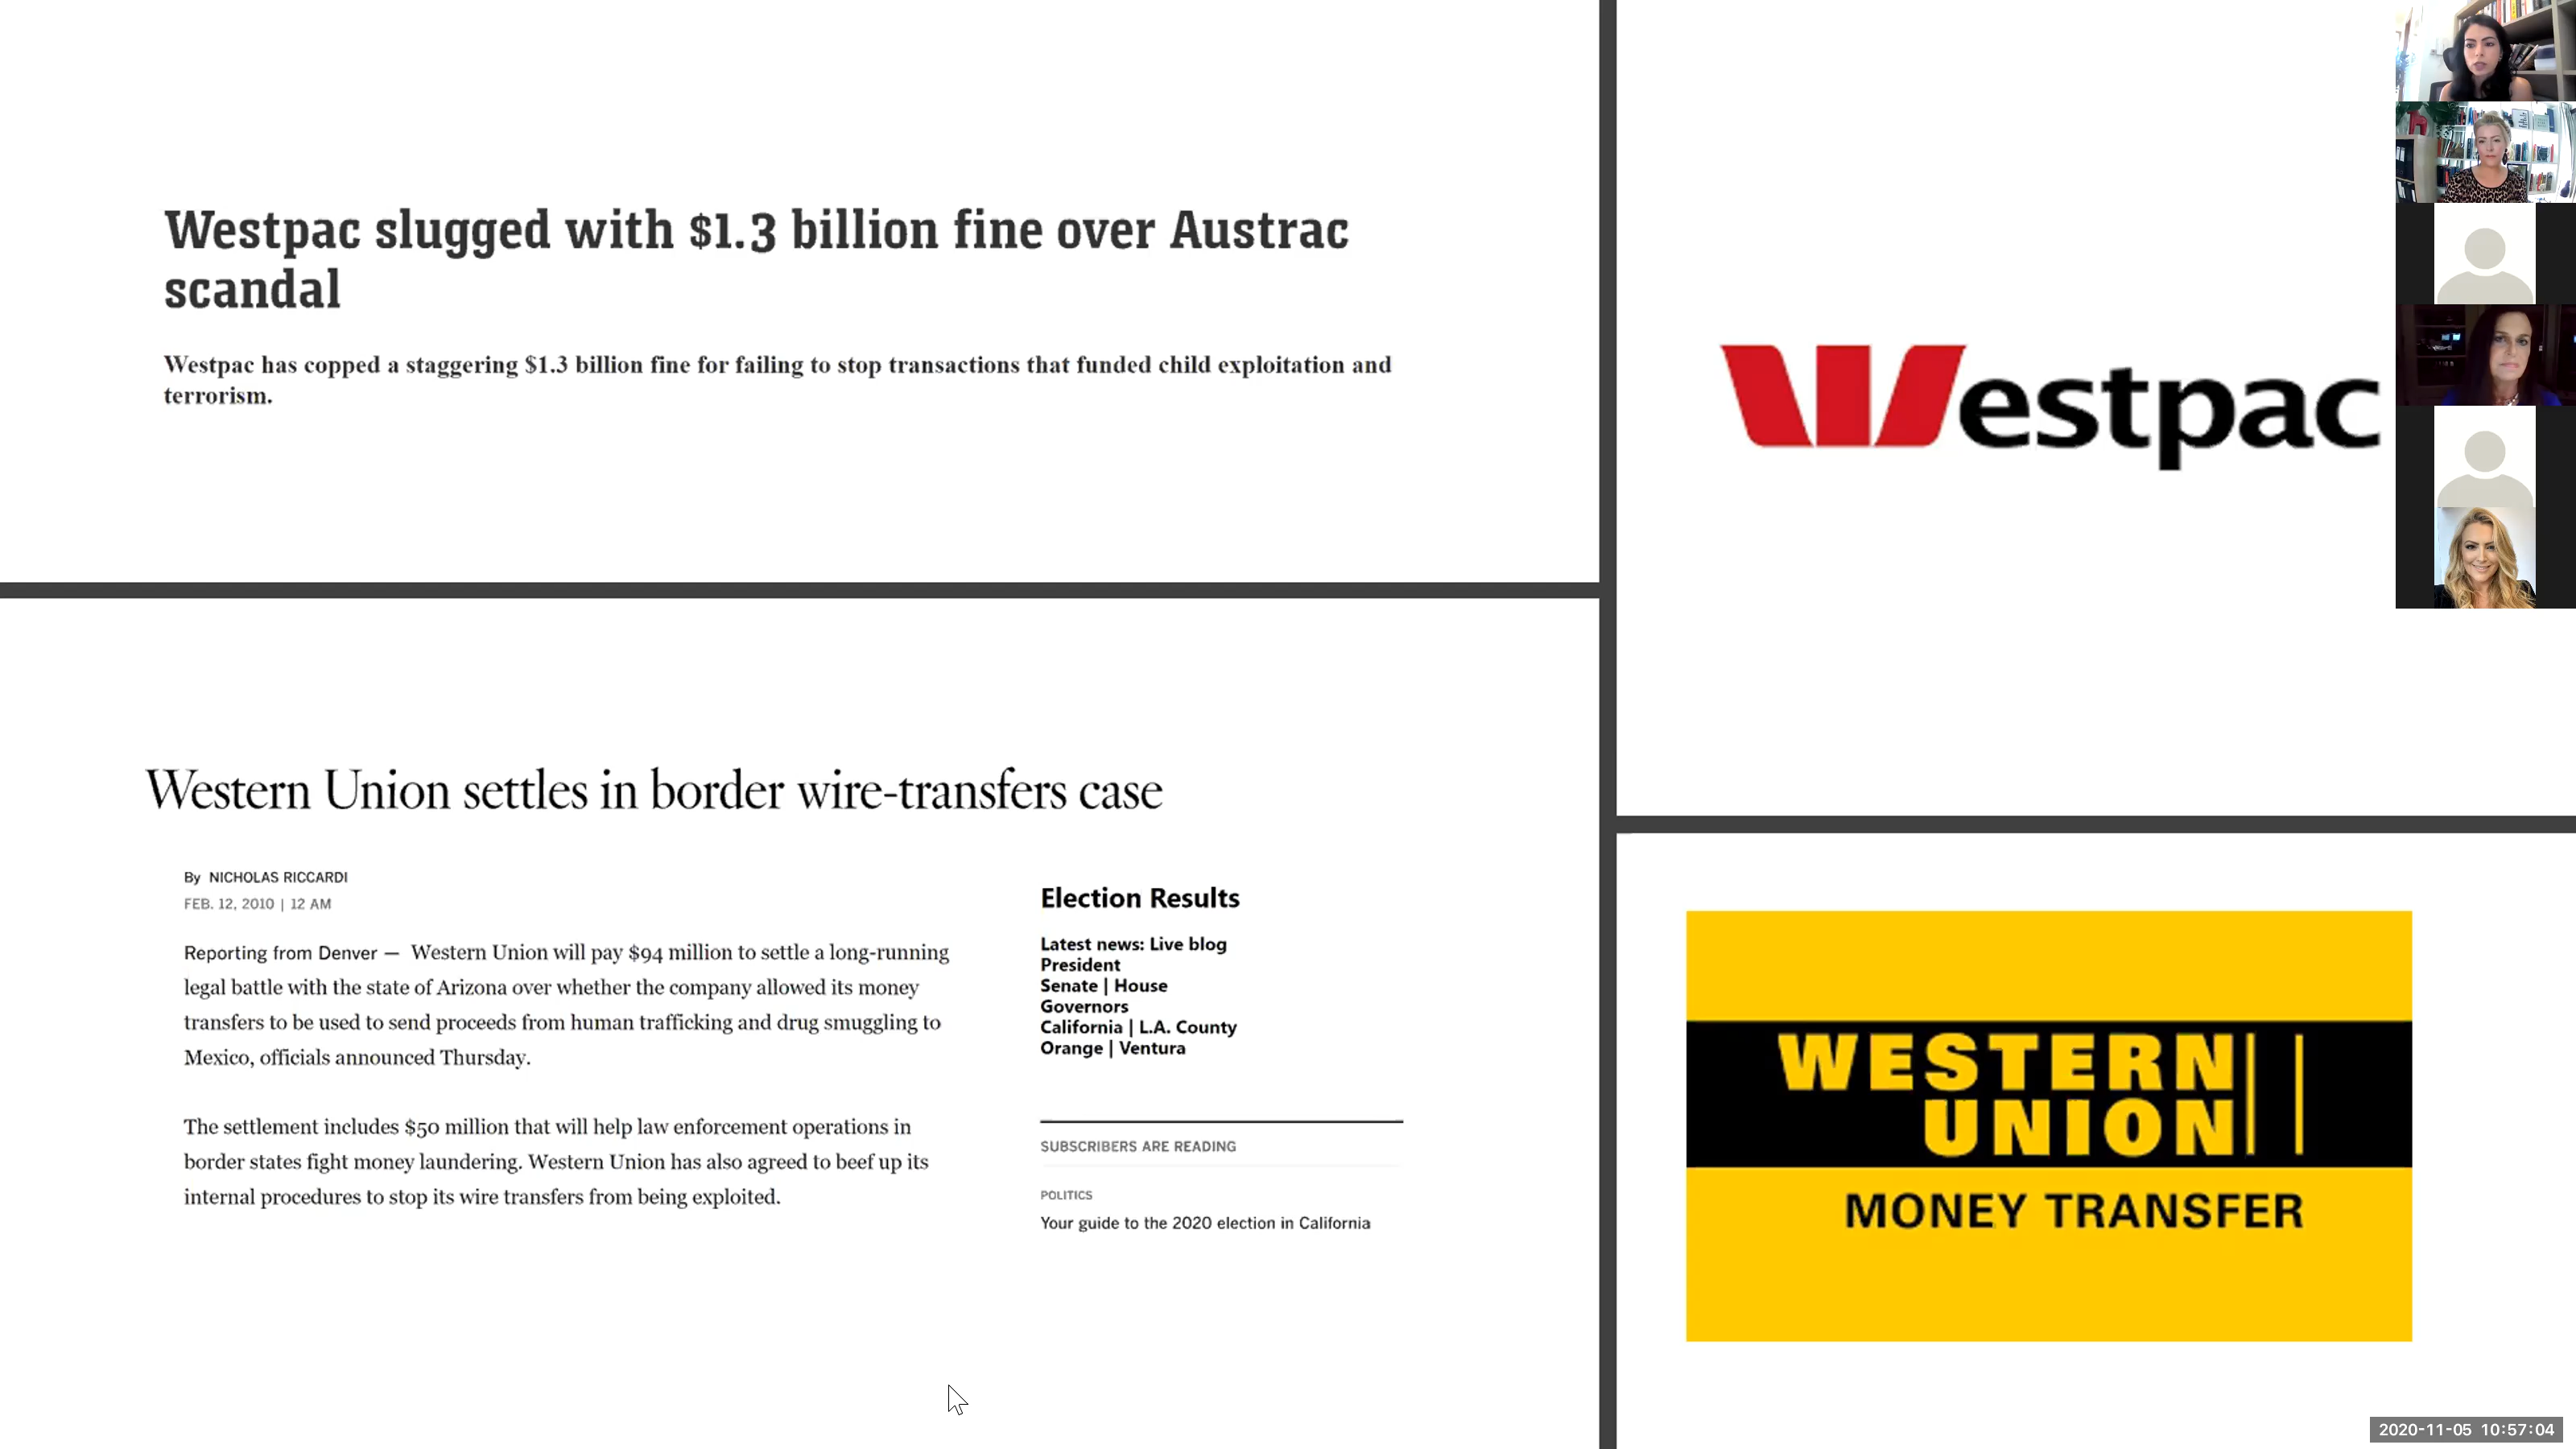 Westpac slugged with $1.3 billion fine over Austrac
scandal
Westpac has copped a staggering $1.3 billion fine for failing to stop transactions that funded child exploitation and
terrorism.
Westpac
Western Union settles in border wire-transfers case
By NICHOLAS RICCARDI
FEB. 12, 2010 | 12 AM
Reporting from Denver — Western Union will pay $94 million to settle a long-running
legal battle with the state of Arizona over whether the company allowed its money
transfers to be used to send proceeds from human trafficking and drug smuggling to
Mexico, officials announced Thursday.
The settlement includes $50 million that will help law enforcement operations in
border states fight money laundering. Western Union has also agreed to beef up its
internal procedures to stop its wire transfers from being exploited.
Election Results
Latest news: Live blog
President
Senate | House
Governors
California | L.A. County
Orange | Ventura
SUBSCRIBERS ARE READING
POLITICS
Your guide to the 2020 election in California
WESTERN
UNION
MONEY TRANSFER
2020-11-05 10:57:04